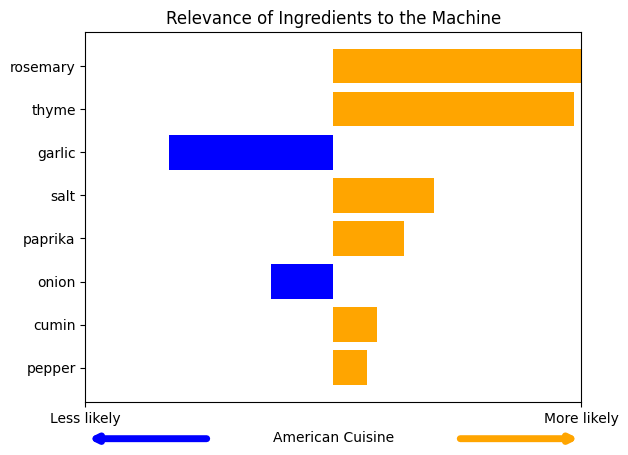 Relevance of Ingredients to the Machine
rosemary
thyme
garlic
salt
paprika
onion
cumin
pepper
Less likely
More likely
American Cuisine